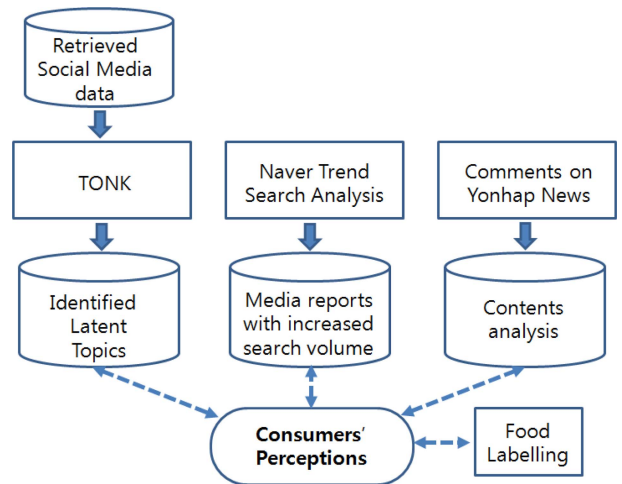 Retrieved
Social Media
data
TONK
Naver Trend
Search Analysis
Comments on
Yonhap News
Identified
Latent
Topics
Media reports
with increased
search volume
Contents
analysis
Consumers’
Perceptions
Food
Labelling